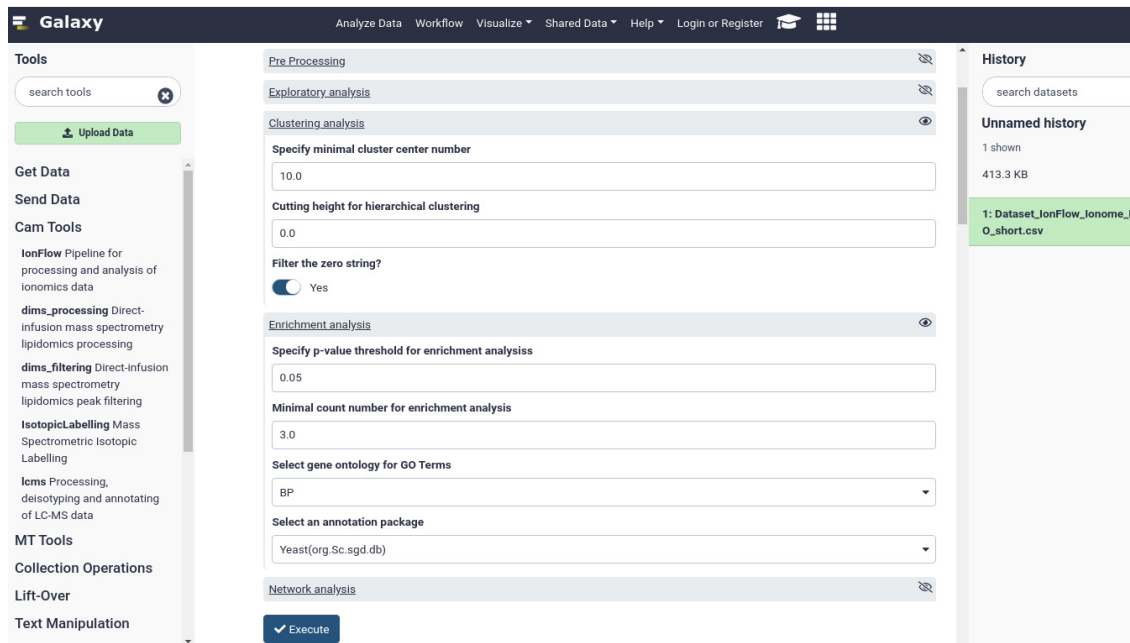 Galaxy
Analyze Data Workflow Visualize Shared Data Help Login or Register
Tools
search tools
Upload Data
Get Data
Send Data
Cam Tools
IonFlow Pipeline for
processing and analysis of
ionomics data
dims_processing Direct-
infusion mass spectrometry
lipidomics processing
dims_filtering Direct-infusion
mass spectrometry
lipidomics peak filtering
IsotopicLabelling Mass
Spectrometric Isotopic
Labelling
lcms Processing,
deisotyping and annotating
of LC-MS data
MT Tools
Collection Operations
Lift-Over
Text Manipulation
Pre Processing
Exploratory analysis
Clustering analysis
Specify minimal cluster center number
10.0
Cutting height for hierarchical clustering
0.0
Filter the zero string?
Yes
Enrichment analysis
Specify p-value threshold for enrichment analysiss
0.05
Minimal count number for enrichment analysis
3.0
Select gene ontology for GO Terms
BP
Select an annotation package
Yeast(org.Sc.sgd.db)
Network analysis
Execute
History
search datasets
Unnamed history
1 shown
413.3 KB
1: Dataset_IonFlow_Ionome_
O_short.csv